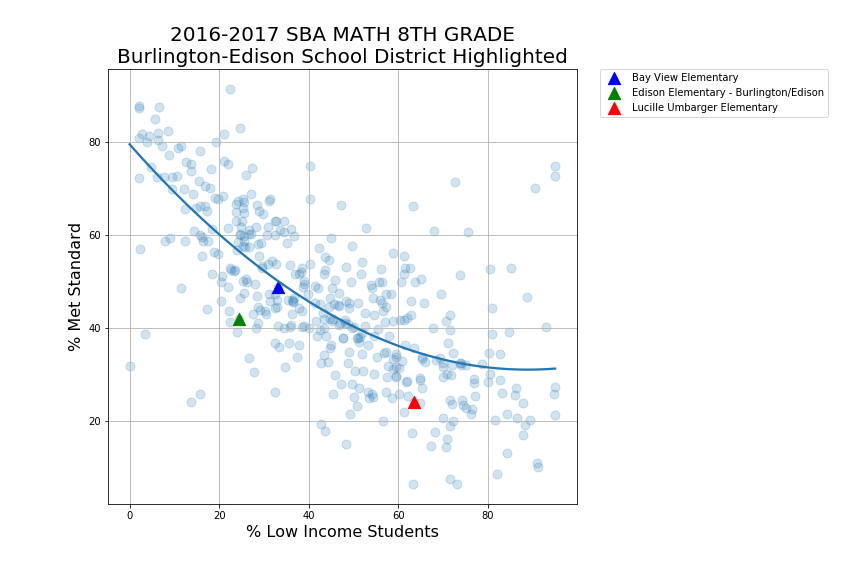 2016-2017 SBA MATH 8TH GRADE
Burlington-Edison School District Highlighted
Bay View Elementary
Edison Elementary - Burlington/Edison
Lucille Umbarger Elementary
% Met Standard
80
60
40
20
0 20 40 60 80
% Low Income Students